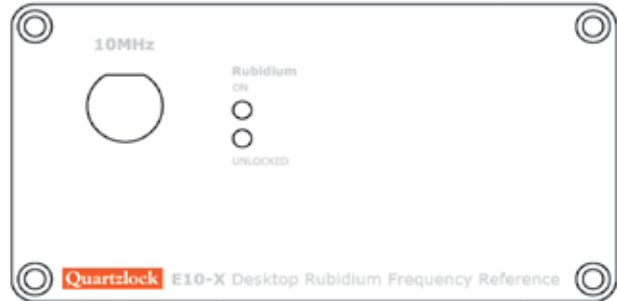 10MHz
Rubidium
ON
UNLOCKED
Quartzlock E10-X Desktop Rubidium Frequency Reference